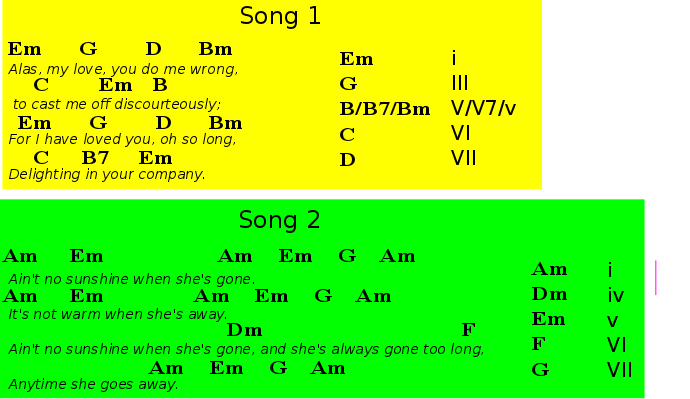 Song 1
Em G D Bm
Alas, my love, you do me wrong,
C Em B
to cast me off discourteously;
Em G D Bm
For I have loved you, oh so long,
C B7 Em
Delighting in your company.
Em i
G III
B/B7/Bm V/V7/v
C VI
D VII
Song 2
Am Em Am Em G Am
Ain't no sunshine when she's gone.
Am Em Am Em G Am
It's not warm when she's away.
Dm F
Ain't no sunshine when she's gone, and she's always gone too long,
Am Em G Am
Anytime she goes away.
Am i
Dm iv
Em v
F VI
G VII